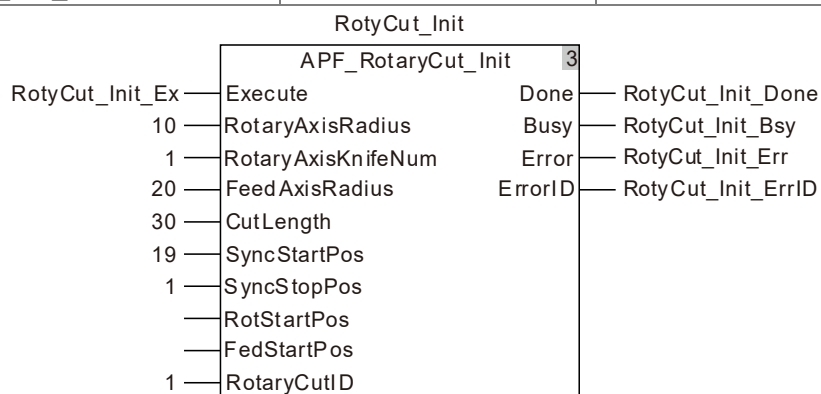 RotyCut_Init
APF_RotaryCut_Init 3
RotyCut_Init_Ex Execute Done RotyCut_Init_Done
10 RotaryAxisRadius Busy RotyCut_Init_Bsy
1 RotaryAxisKnifeNum Error RotyCut_Init_Err
20 FeedAxisRadius ErrorID RotyCut_Init_ErrID
30 CutLength
19 SyncStartPos
1 SyncStopPos
RotStartPos
FedStartPos
1 RotaryCutID